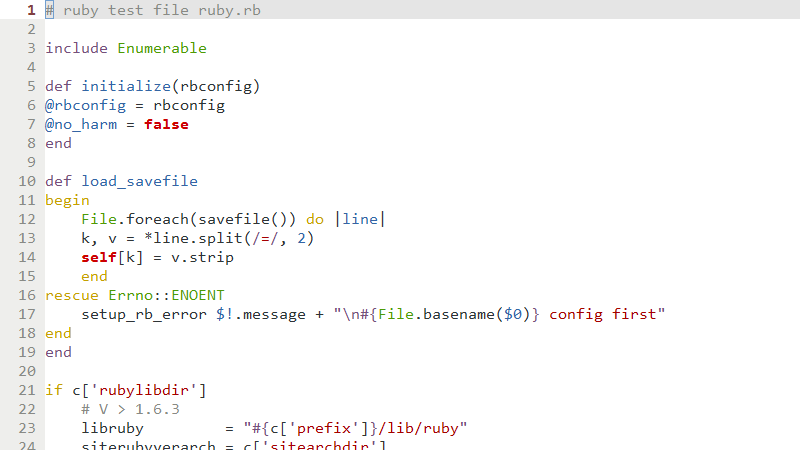 1 # ruby test file ruby.rb
2
3 include Enumerable
4
5 def initialize(rbconfig)
6 @rbconfig = rbconfig
7 @no_harm = false
8 end
9
10 def load_savefile
11 begin
12     File.foreach(savefile()) do |line|
13     k, v = *line.split(/=/, 2)
14     self[k] = v.strip
15     end
16 rescue Errno::ENOENT
17     setup_rb_error $!.message + "\n#{File.basename($0)} config first"
18 end
19 end
20
21 if c['rubylibdir']
22     # V > 1.6.3
23     libruby         = "#{c['prefix']}/lib/ruby"
24     siterubyverarch = c['sitearchdir']